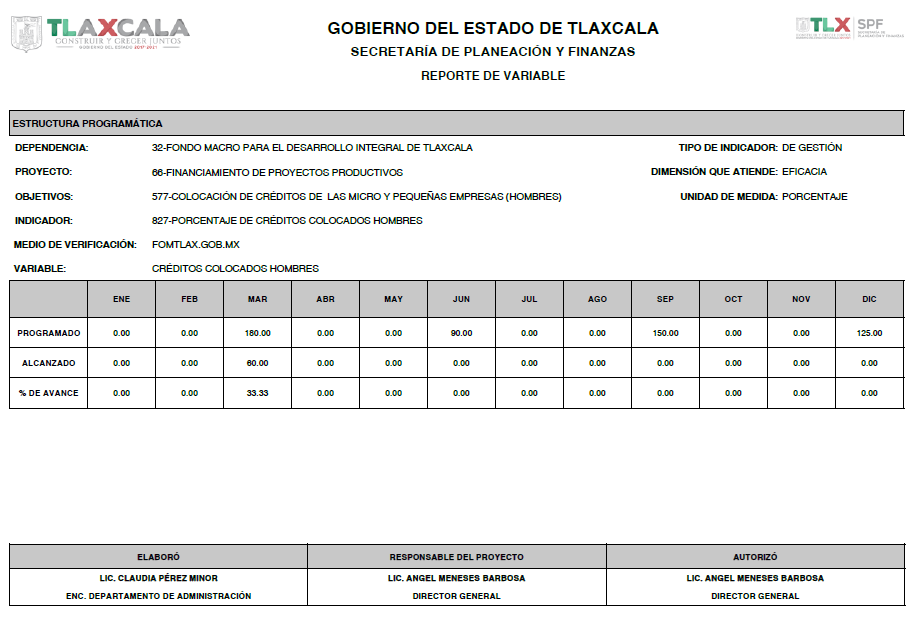 TLAXCALA
CONSTRUIR Y CRECER JUNTOS
GOBIERNO DEL ESTADO 2017-2021
GOBIERNO DEL ESTADO DE TLAXCALA
SECRETARÍA DE PLANEACIÓN Y FINANZAS
REPORTE DE VARIABLE
TLX
SPF
SECRETARÍA DE
PLANEACIÓN Y FINANZAS
ESTRUCTURA PROGRAMÁTICA
DEPENDENCIA: 32-FONDO MACRO PARA EL DESARROLLO INTEGRAL DE TLAXCALA TIPO DE INDICADOR: DE GESTIÓN
PROYECTO: 66-FINANCIAMIENTO DE PROYECTOS PRODUCTIVOS DIMENSIÓN QUE ATIENDE: EFICACIA
OBJETIVOS: 577-COLOCACIÓN DE CRÉDITOS DE LAS MICRO Y PEQUEÑAS EMPRESAS (HOMBRES) UNIDAD DE MEDIDA: PORCENTAJE
INDICADOR: 827-PORCENTAJE DE CRÉDITOS COLOCADOS HOMBRES
MEDIO DE VERIFICACIÓN: FOMTLAX.GOB.MX
VARIABLE: CRÉDITOS COLOCADOS HOMBRES
ENE FEB MAR ABR MAY JUN JUL AGO SEP OCT NOV DIC
PROGRAMADO 0.00 0.00 180.00 0.00 0.00 90.00 0.00 0.00 150.00 0.00 0.00 125.00
ALCANZADO 0.00 0.00 60.00 0.00 0.00 0.00 0.00 0.00 0.00 0.00 0.00 0.00
% DE AVANCE 0.00 0.00 33.33 0.00 0.00 0.00 0.00 0.00 0.00 0.00 0.00 0.00
ELABORÓ RESPONSABLE DEL PROYECTO AUTORIZÓ
LIC. CLAUDIA PÉREZ MINOR LIC. ANGEL MENESES BARBOSA LIC. ANGEL MENESES BARBOSA
ENC. DEPARTAMENTO DE ADMINISTRACIÓN DIRECTOR GENERAL DIRECTOR GENERAL